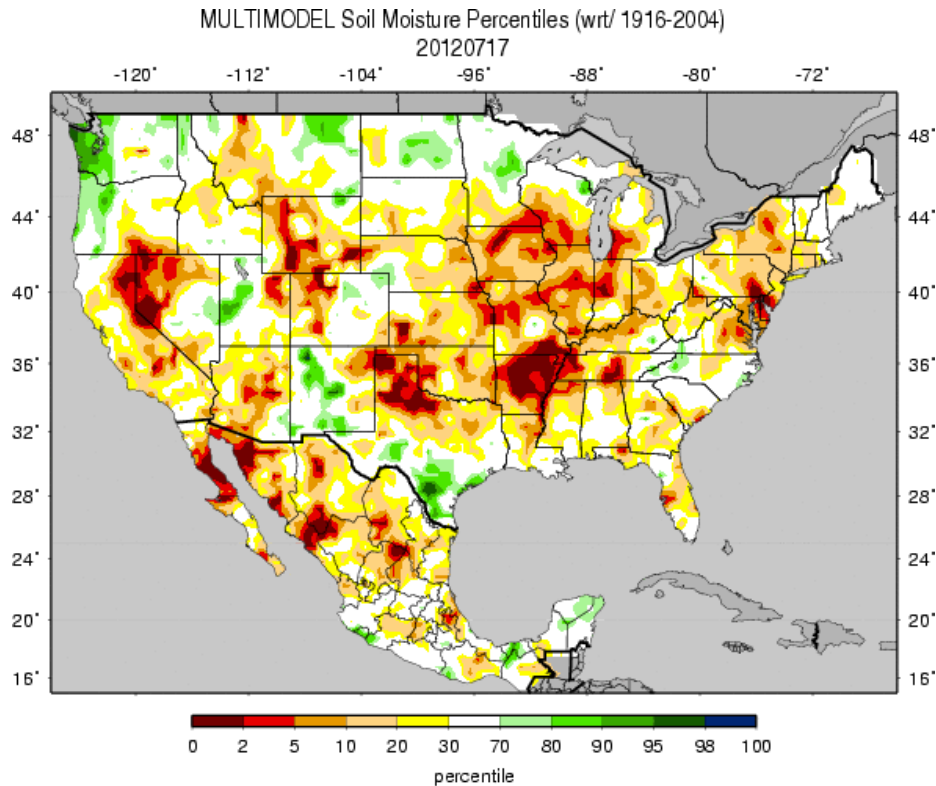 MULTIMODEL Soil Moisture Percentiles (wrt/ 1916-2004)
20120717
-120° -112° -104° -96° -88° -80° -72°
48° 48°
44° 44°
40° 40°
36° 36°
32° 32°
28° 28°
24° 24°
20° 20°
16° 16°
0 2 5 10 20 30 70 80 90 95 98 100
percentile